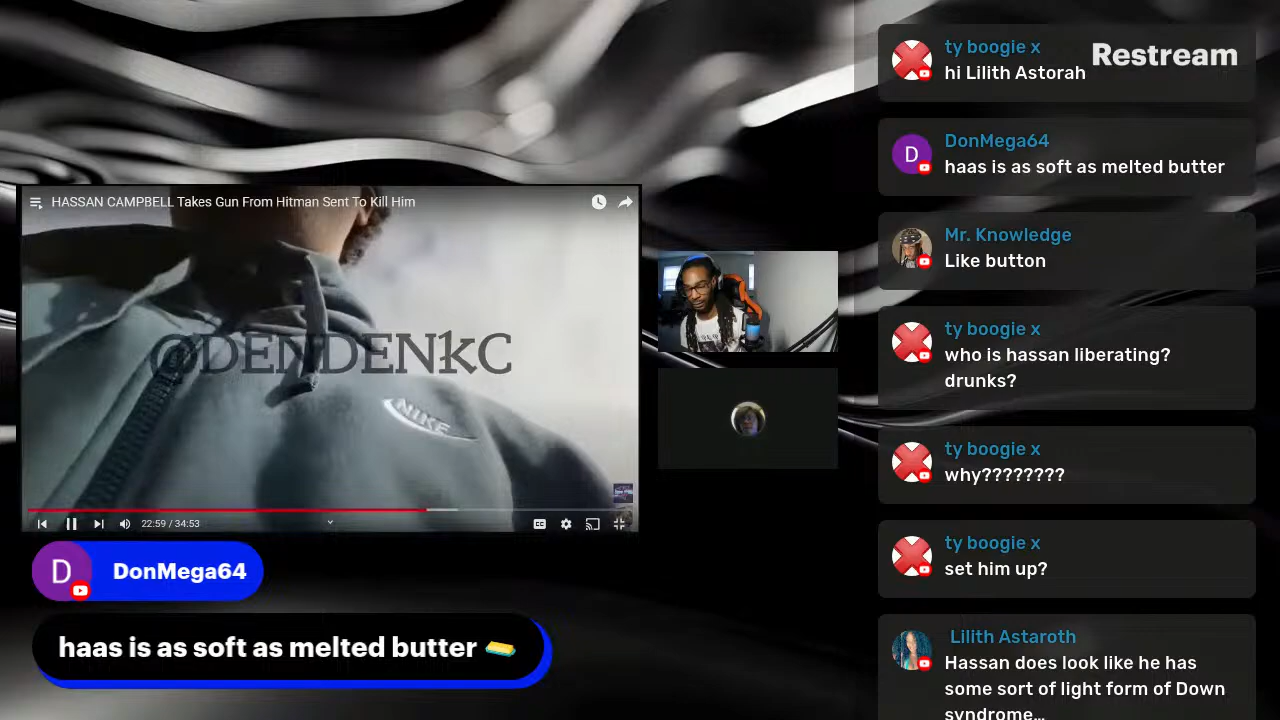 ty boogie x
Restream
hi Lilith Astorah
DonMega64
D
haas is as soft as melted butter
Mr. Knowledge
Like button
ty boogie x
who is hassan liberating?
drunks?
ty boogie x
why????????
ty boogie x
set him up?
Lilith Astaroth
Hassan does look like he has
some sort of light form of Down
syndrome…
HASSAN CAMPBELL Takes Gun From Hitman Sent To Kill Him
@DENDENkC
NIKE
22:59 / 34:53
CC
D
DonMega64
haas is as soft as melted butter